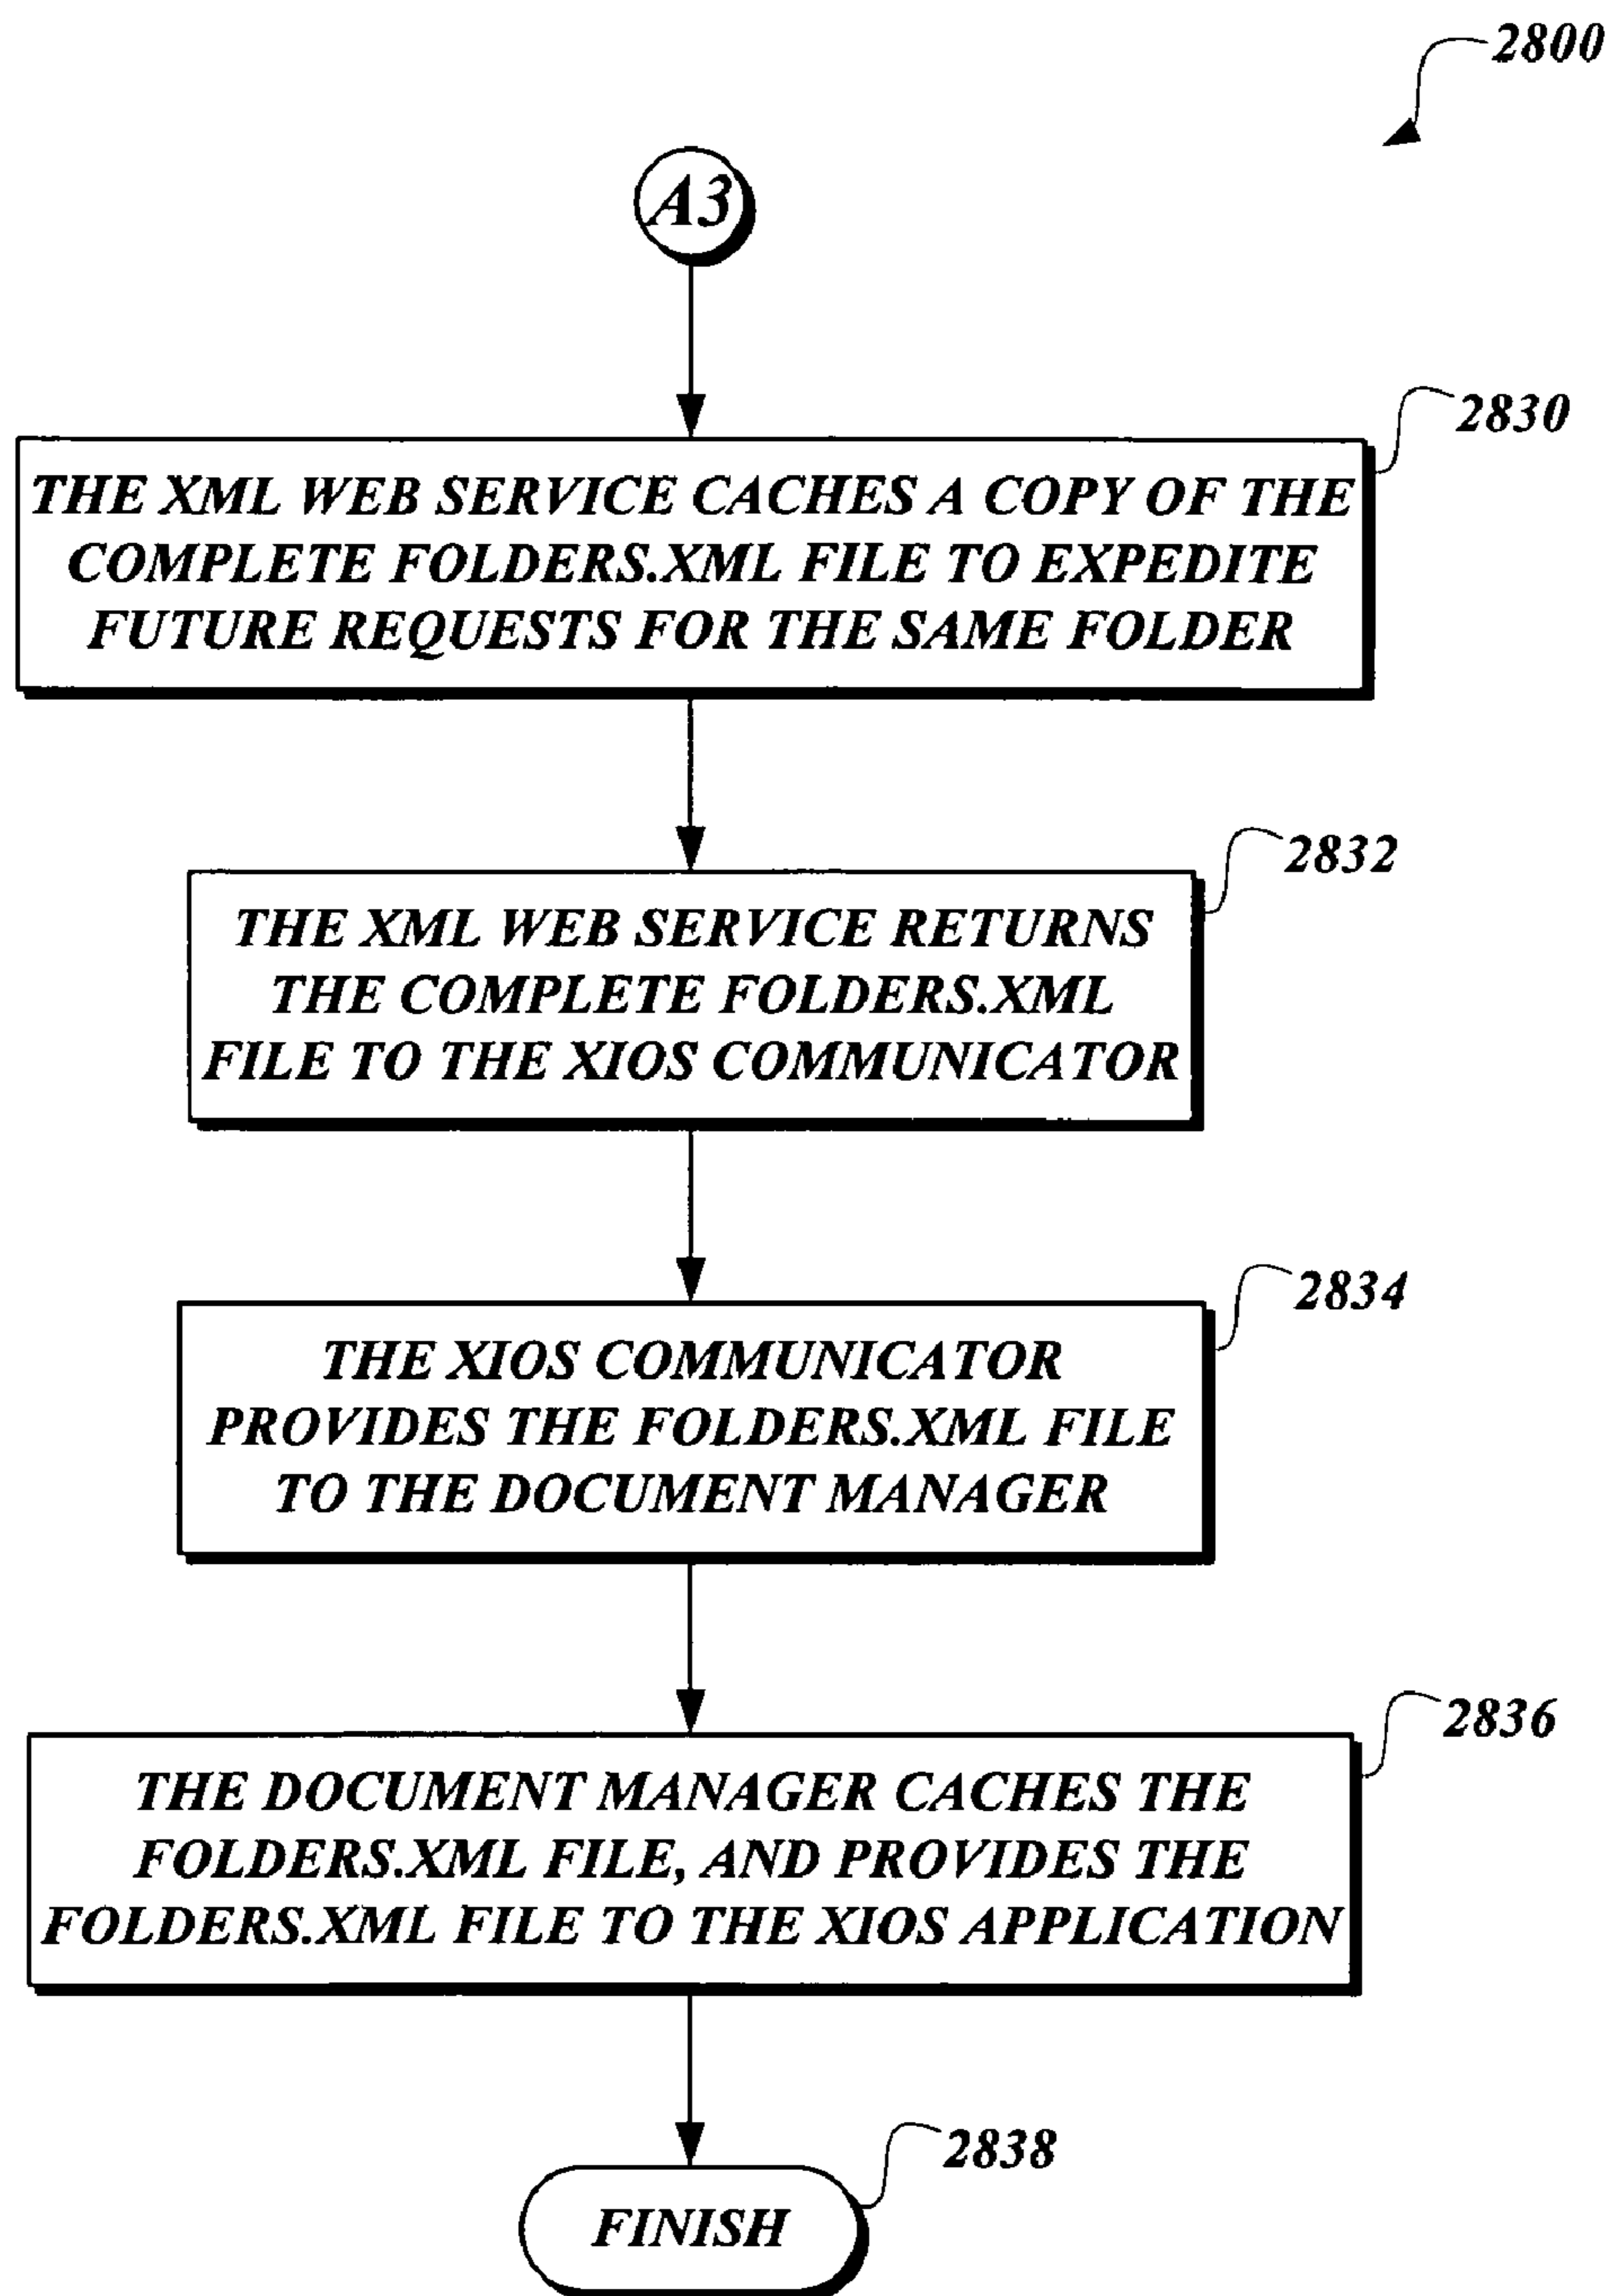 2800
A3
2830
THE XML WEB SERVICE CACHES A COPY OF THE
COMPLETE FOLDERS.XML FILE TO EXPEDITE
FUTURE REQUESTS FOR THE SAME FOLDER
2832
THE XML WEB SERVICE RETURNS
THE COMPLETE FOLDERS.XML
FILE TO THE XIOS COMMUNICATOR
2834
THE XIOS COMMUNICATOR
PROVIDES THE FOLDERS.XML FILE
TO THE DOCUMENT MANAGER
2836
THE DOCUMENT MANAGER CACHES THE
FOLDERS.XML FILE, AND PROVIDES THE
FOLDERS.XML FILE TO THE XIOS APPLICATION
2838
FINISH